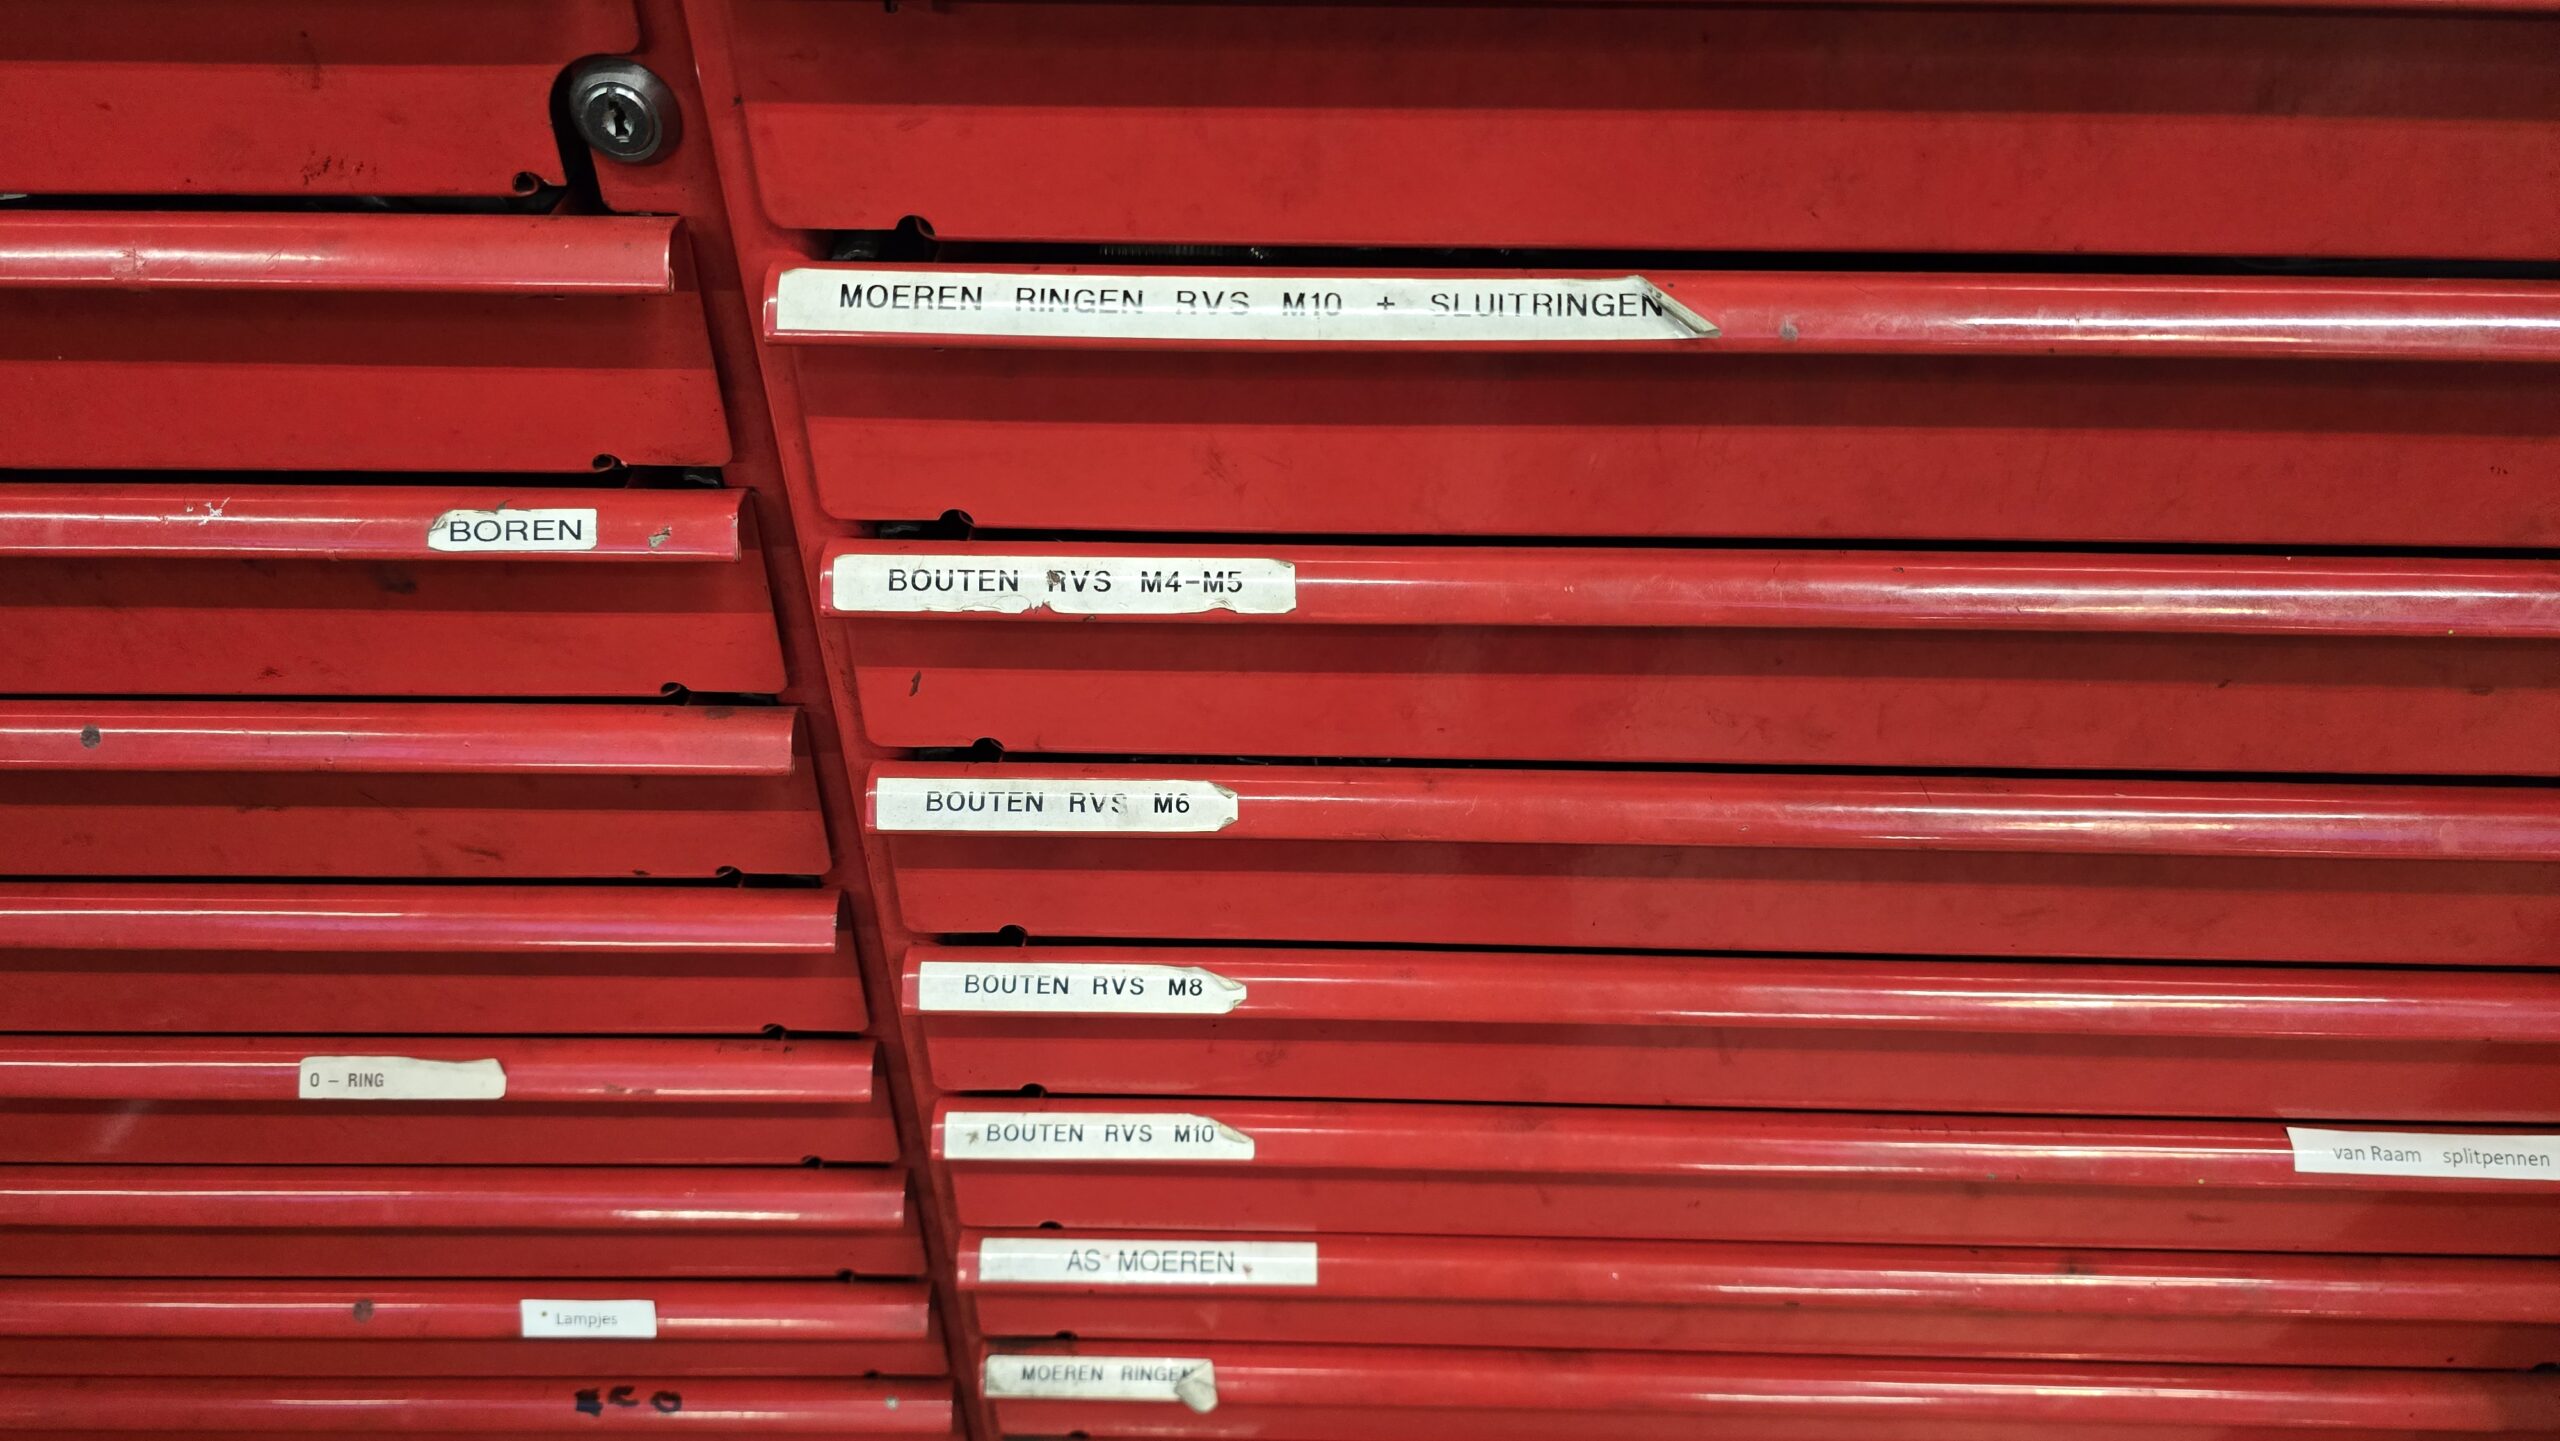 MOEREN RINGEN RVS M10 + SLUITRINGEN
BOREN
BOUTEN RVS M4-M5
BOUTEN RVS M6
BOUTEN RVS M8
O - RING
BOUTEN RVS M10
van Raam splitpennen
AS MOEREN
Lampjes
MOEREN RINGEN